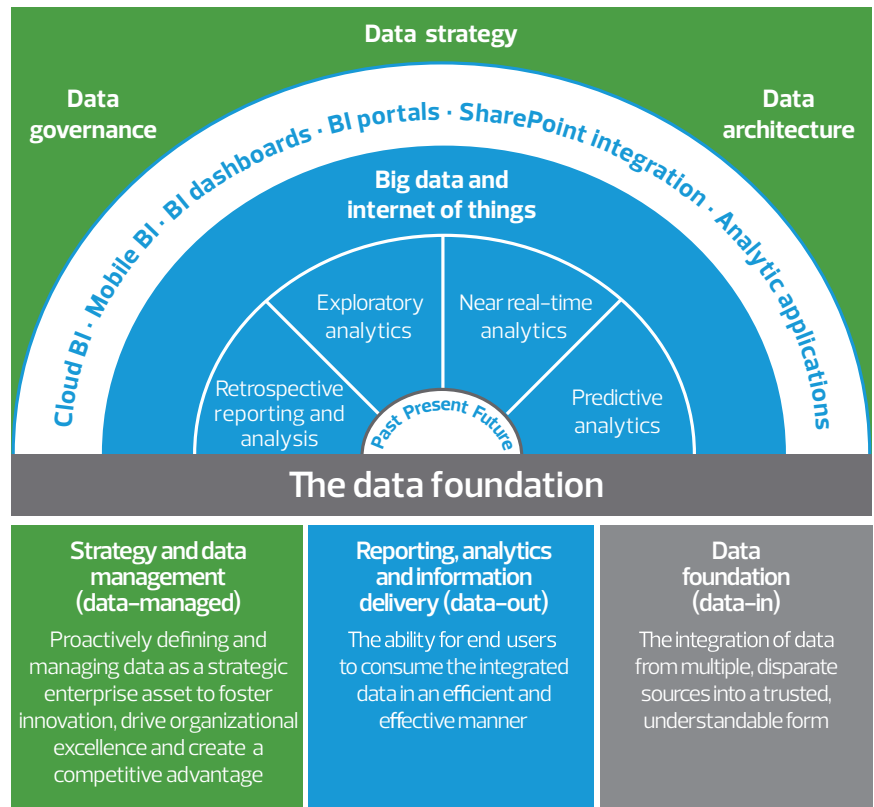 Data strategy
Data
governance
Data
architecture
Cloud BI · Mobile BI · BI dashboards · BI portals · SharePoint integration · Analytic applications
Big data and
internet of things
Retrospective
reporting and
analysis
Exploratory
analytics
Near real-time
analytics
Predictive
analytics
Past Present Future
The data foundation
Strategy and data
management
(data-managed)
Proactively defining and
managing data as a strategic
enterprise asset to foster
innovation, drive organizational
excellence and create a
competitive advantage
Reporting, analytics
and information
delivery (data-out)
The ability for end users
to consume the integrated
data in an efficient and
effective manner
Data
foundation
(data-in)
The integration of data
from multiple, disparate
sources into a trusted,
understandable form